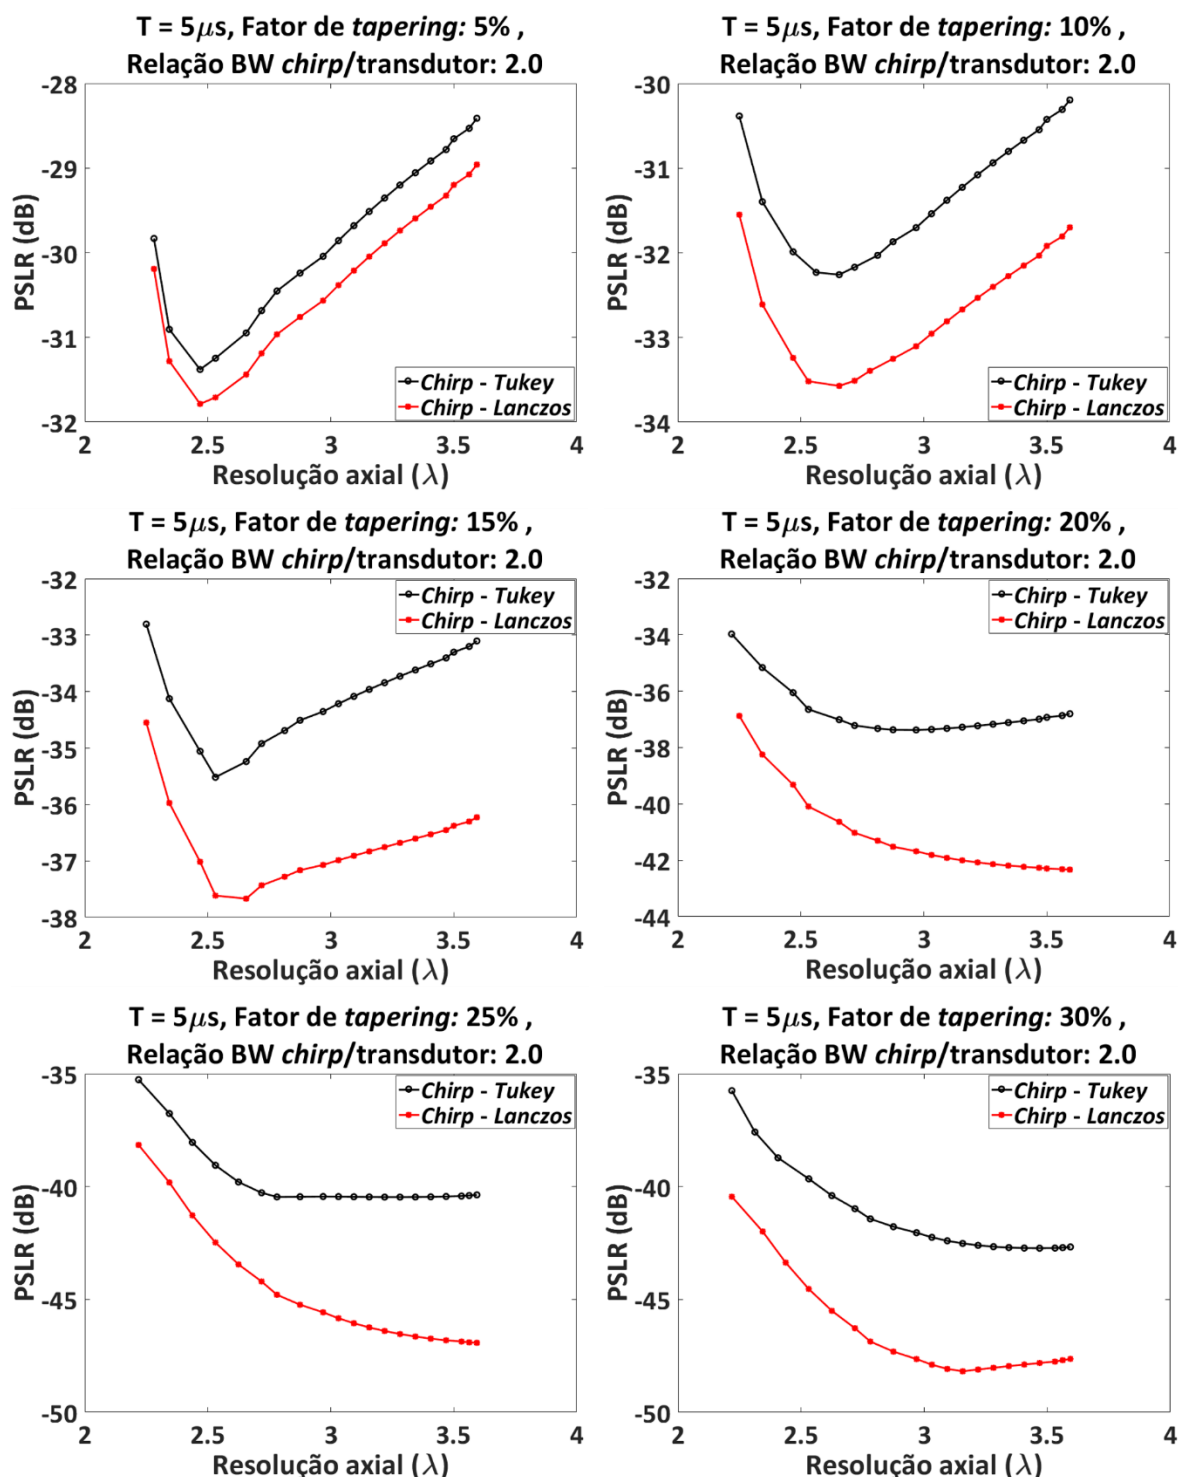 T = 5μs, Fator de tapering: 5% ,
Relação BW chirp/transdutor: 2.0
-28
-29
-30
-31
-32
PSLR (dB)
Chirp - Tukey
Chirp - Lanczos
2
2.5
3
3.5
4
Resolução axial (λ)
T = 5μs, Fator de tapering: 10% ,
Relação BW chirp/transdutor: 2.0
-30
-31
-32
-33
-34
PSLR (dB)
Chirp - Tukey
Chirp - Lanczos
2
2.5
3
3.5
4
Resolução axial (λ)
T = 5μs, Fator de tapering: 15% ,
Relação BW chirp/transdutor: 2.0
-32
-33
-34
-35
-36
-37
-38
PSLR (dB)
Chirp - Tukey
Chirp - Lanczos
2
2.5
3
3.5
4
Resolução axial (λ)
T = 5μs, Fator de tapering: 20% ,
Relação BW chirp/transdutor: 2.0
-32
-34
-36
-38
-40
-42
-44
PSLR (dB)
Chirp - Tukey
Chirp - Lanczos
2
2.5
3
3.5
4
Resolução axial (λ)
T = 5μs, Fator de tapering: 25% ,
Relação BW chirp/transdutor: 2.0
-35
-40
-45
-50
PSLR (dB)
Chirp - Tukey
Chirp - Lanczos
2
2.5
3
3.5
4
Resolução axial (λ)
T = 5μs, Fator de tapering: 30% ,
Relação BW chirp/transdutor: 2.0
-35
-40
-45
-50
PSLR (dB)
Chirp - Tukey
Chirp - Lanczos
2
2.5
3
3.5
4
Resolução axial (λ)